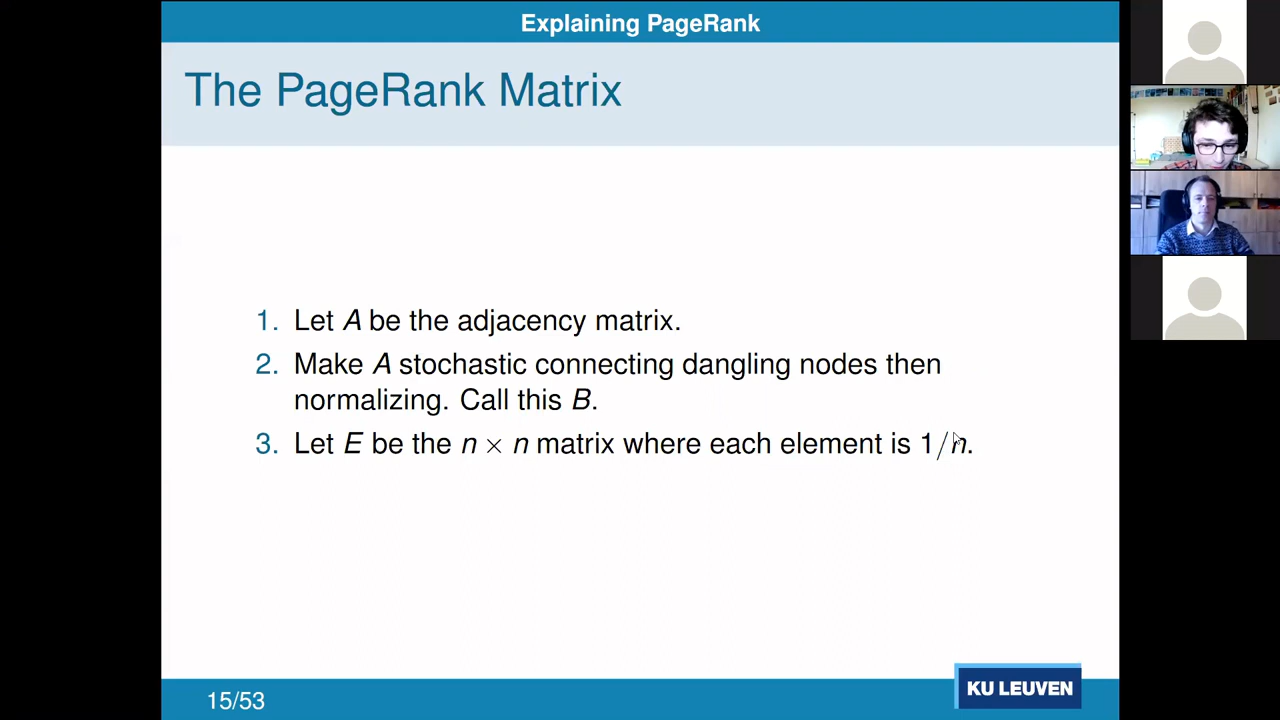 Explaining PageRank
The PageRank Matrix
1. Let A be the adjacency matrix.
2. Make A stochastic connecting dangling nodes then
normalizing. Call this B.
3. Let E be the n × n matrix where each element is 1/n.
15/53
KU LEUVEN